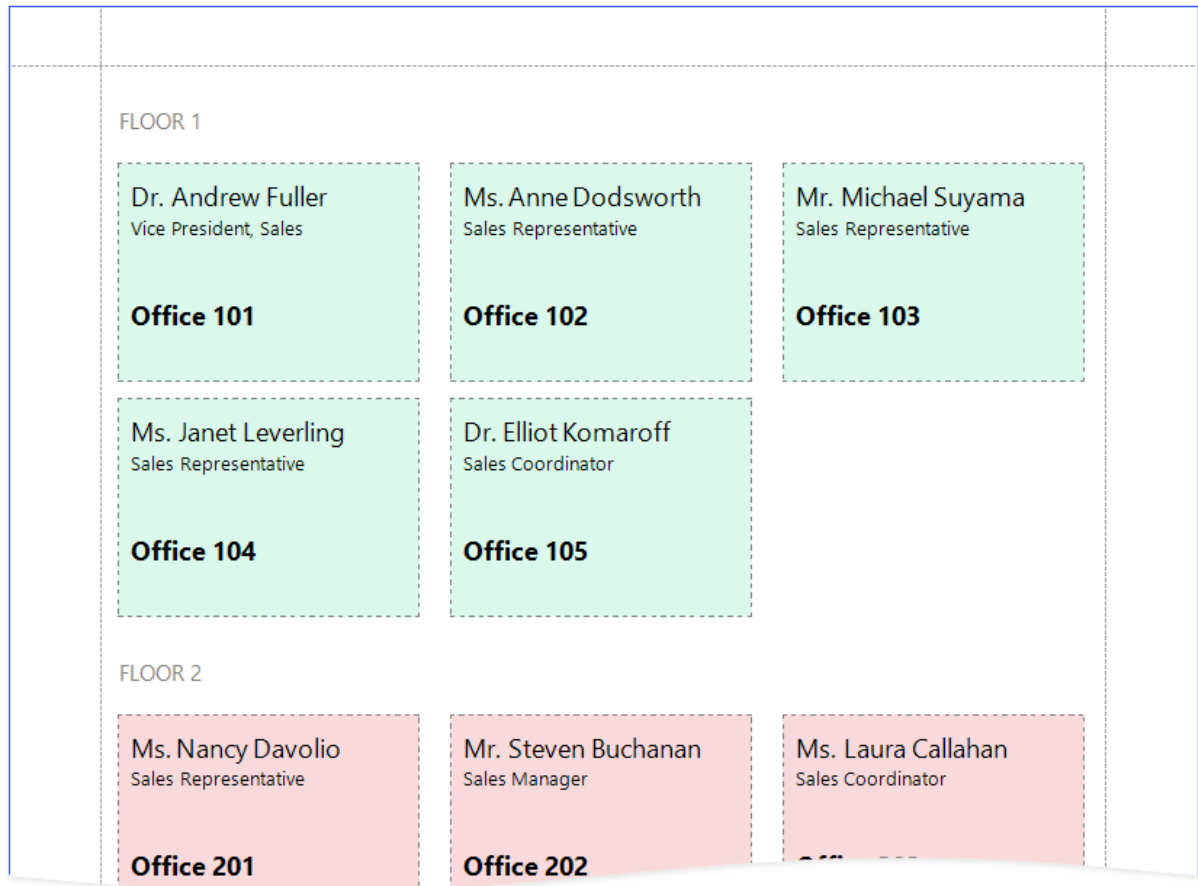 FLOOR 1
Dr. Andrew Fuller
Vice President, Sales
Office 101
Ms. Anne Dodsworth
Sales Representative
Office 102
Mr. Michael Suyama
Sales Representative
Office 103
Ms. Janet Leverling
Sales Representative
Office 104
Dr. Elliot Komaroff
Sales Coordinator
Office 105
FLOOR 2
Ms. Nancy Davolio
Sales Representative
Office 201
Mr. Steven Buchanan
Sales Manager
Office 202
Ms. Laura Callahan
Sales Coordinator